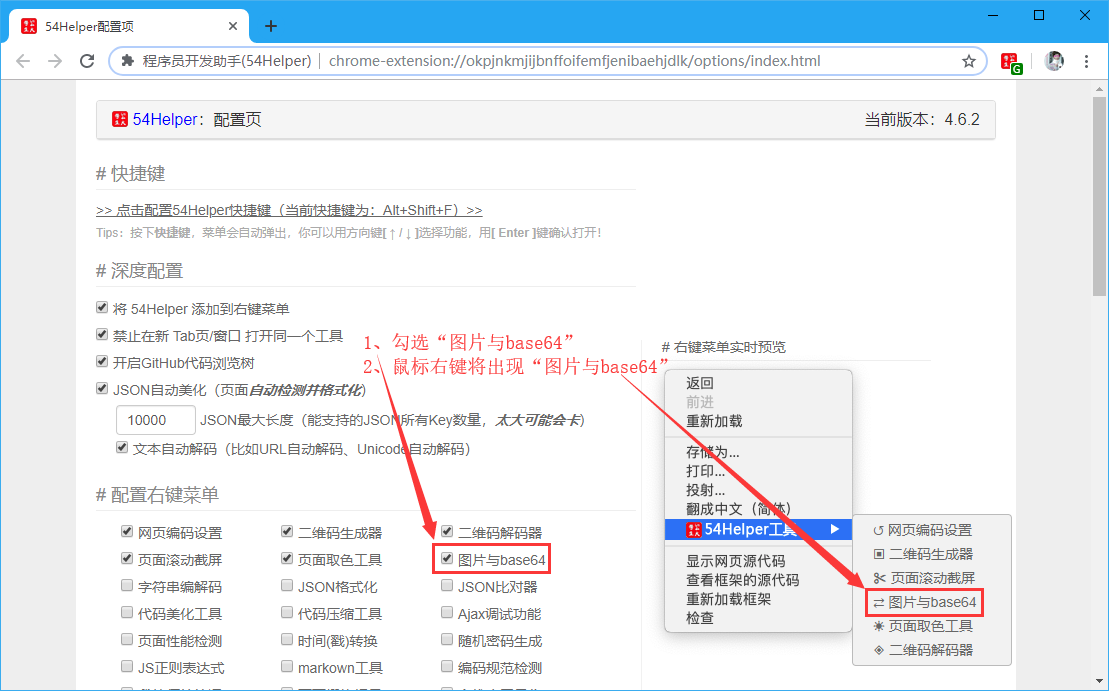 54Helper配置项
程序员开发助手(54Helper) chrome-extension://okpjnkmjijbnffoifemfjenibaehjdlk/options/index.html
54Helper：配置页 当前版本：4.6.2
# 快捷键
>> 点击配置54Helper快捷键（当前快捷键为：Alt+Shift+F）>>
Tips：按下快捷键，菜单会自动弹出，你可以用方向键[ ↑ / ↓ ]选择功能，用[ Enter ]键确认打开！
# 深度配置
将 54Helper 添加到右键菜单
禁止在新 Tab页/窗口 打开同一个工具
开启GitHub代码浏览树
JSON自动美化（页面自动检测并格式化）
10000 JSON最大长度（能支持的JSON所有Key数量，太大可能会卡）
文本自动解码（比如URL自动解码、Unicode自动解码）
1、勾选“图片与base64”
2、鼠标右键将出现“图片与base64”
# 配置右键菜单
网页编码设置 二维码生成器 二维码解码器
页面滚动截屏 页面取色工具 图片与base64
字符串编解码 JSON格式化 JSON比对器
代码美化工具 代码压缩工具 Ajax调试功能
页面性能检测 时间(戳)转换 随机密码生成
JS正则表达式 markown工具 编码规范检测
# 右键菜单实时预览
返回
前进
重新加载
存储为...
打印...
投射...
翻成中文（简体）
54Helper工具
显示网页源代码
查看框架的源代码
重新加载框架
检查
网页编码设置
二维码生成器
页面滚动截屏
图片与base64
页面取色工具
二维码解码器